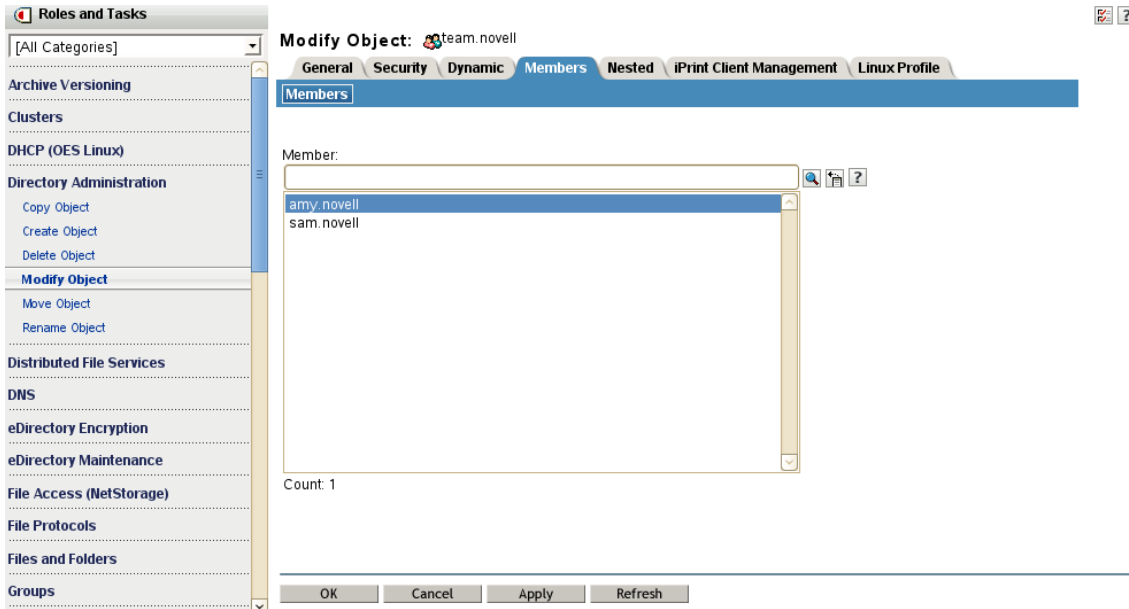 Roles and Tasks
[All Categories]
Archive Versioning
Clusters
DHCP (OES Linux)
Directory Administration
Copy Object
Create Object
Delete Object
Modify Object
Move Object
Rename Object
Distributed File Services
DNS
eDirectory Encryption
eDirectory Maintenance
File Access (NetStorage)
File Protocols
Files and Folders
Groups
?
Modify Object: team.novell
General Security Dynamic Members Nested iPrint Client Management Linux Profile
Members
Member:
?
amy.novell
sam.novell
Count: 1
OK Cancel Apply Refresh